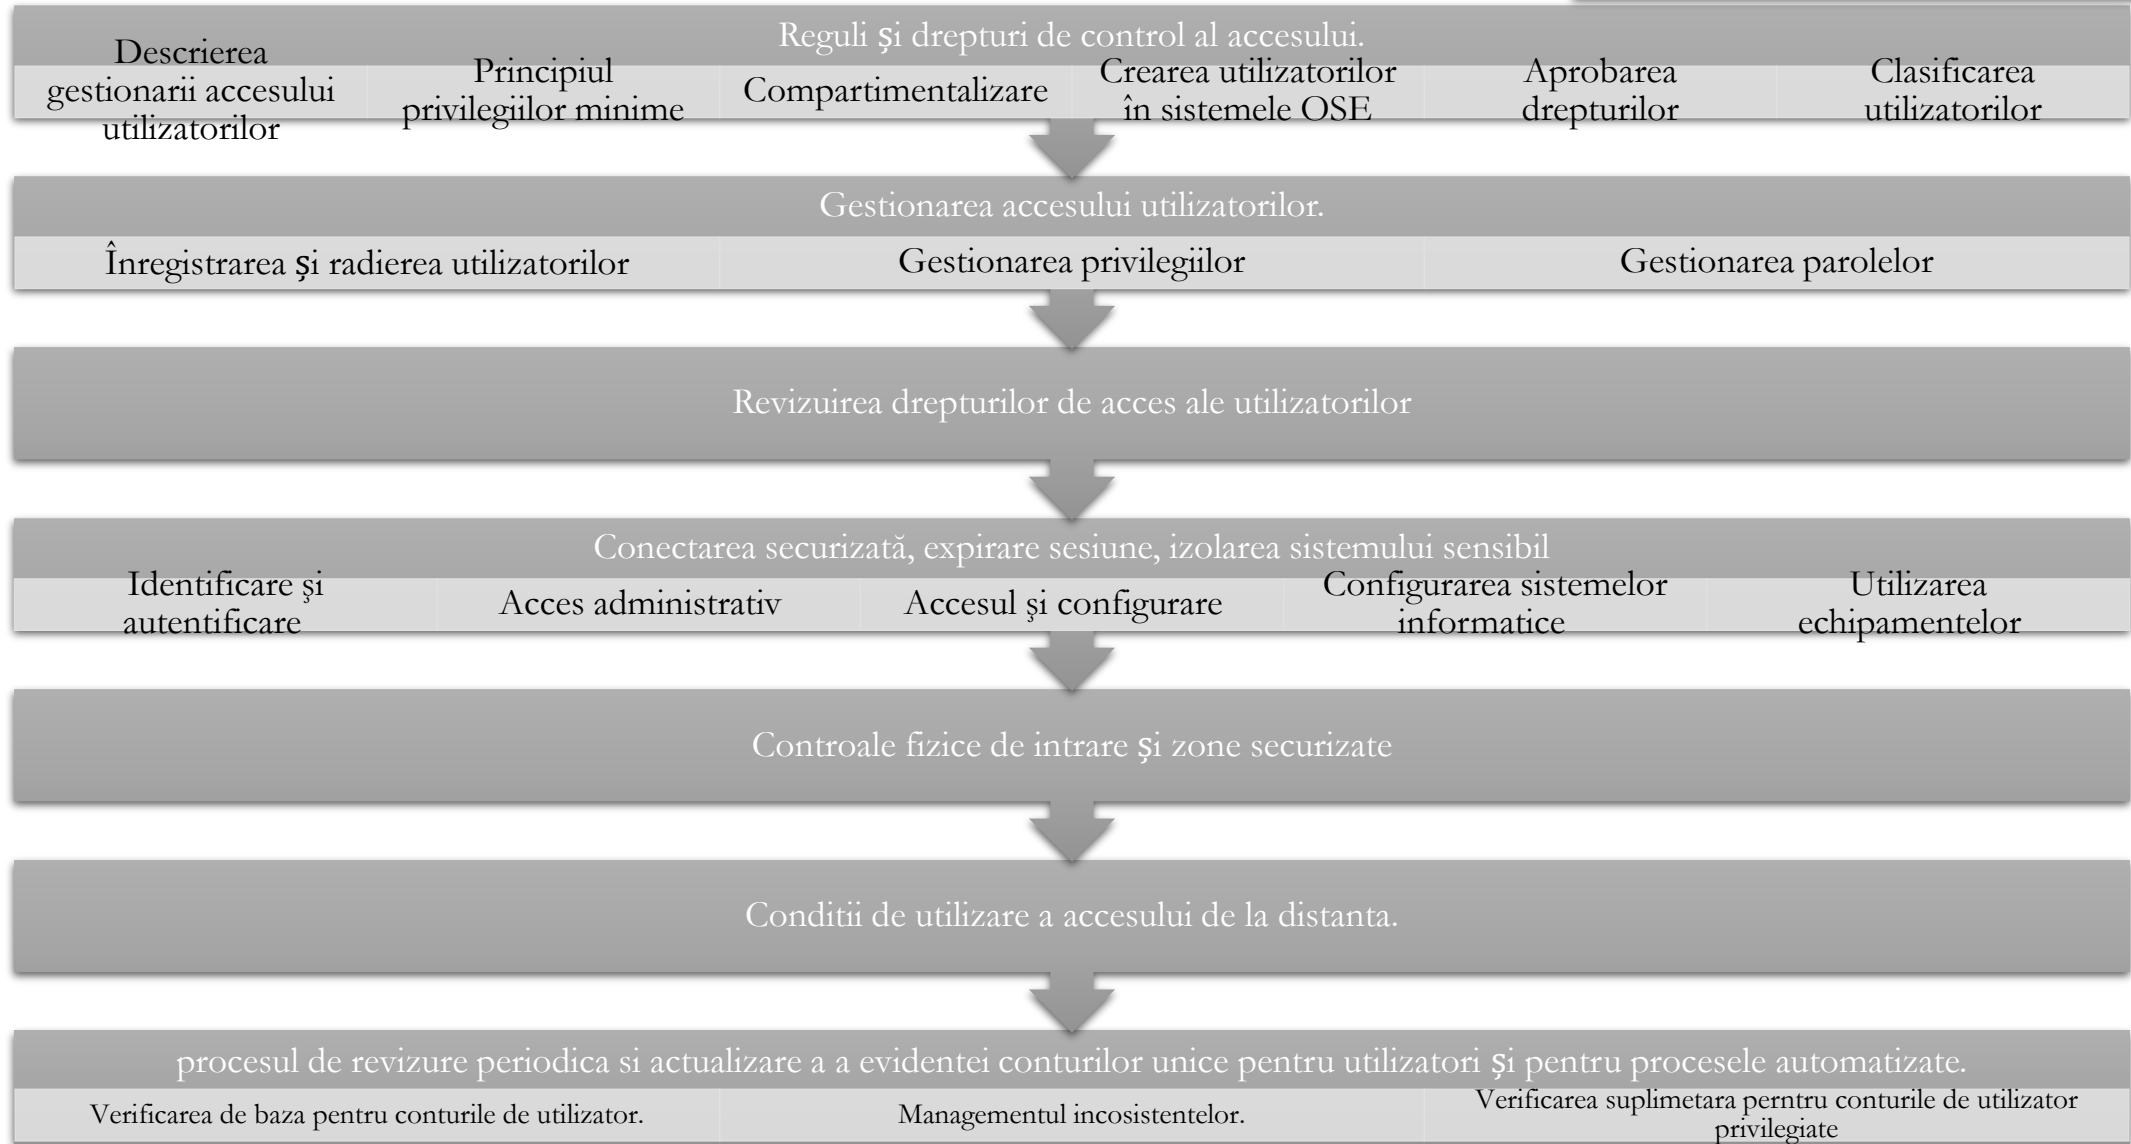 Reguli și drepturi de control al accesului.
Descrierea
gestionarii accesului
utilizatorilor
Principiul
privilegiilor minime
Compartimentalizare
Crearea utilizatorilor
în sistemele OSE
Aprobarea
drepturilor
Clasificarea
utilizatorilor
Gestionarea accesului utilizatorilor.
Înregistrarea și radierea utilizatorilor
Gestionarea privilegiilor
Gestionarea parolelor
Revizuirea drepturilor de acces ale utilizatorilor
Conectarea securizată, expirare sesiune, izolarea sistemului sensibil
Identificare şi
autentificare
Acces administrativ
Accesul şi configurare
Configurarea sistemelor
informatice
Utilizarea
echipamentelor
Controale fizice de intrare și zone securizate
Conditii de utilizare a accesului de la distanta.
procesul de revizure periodica si actualizare a a evidentei conturilor unice pentru utilizatori și pentru procesele automatizate.
Verificarea de baza pentru conturile de utilizator.
Managementul incosistentelor.
Verificarea suplimetara perntru conturile de utilizator
privilegiate